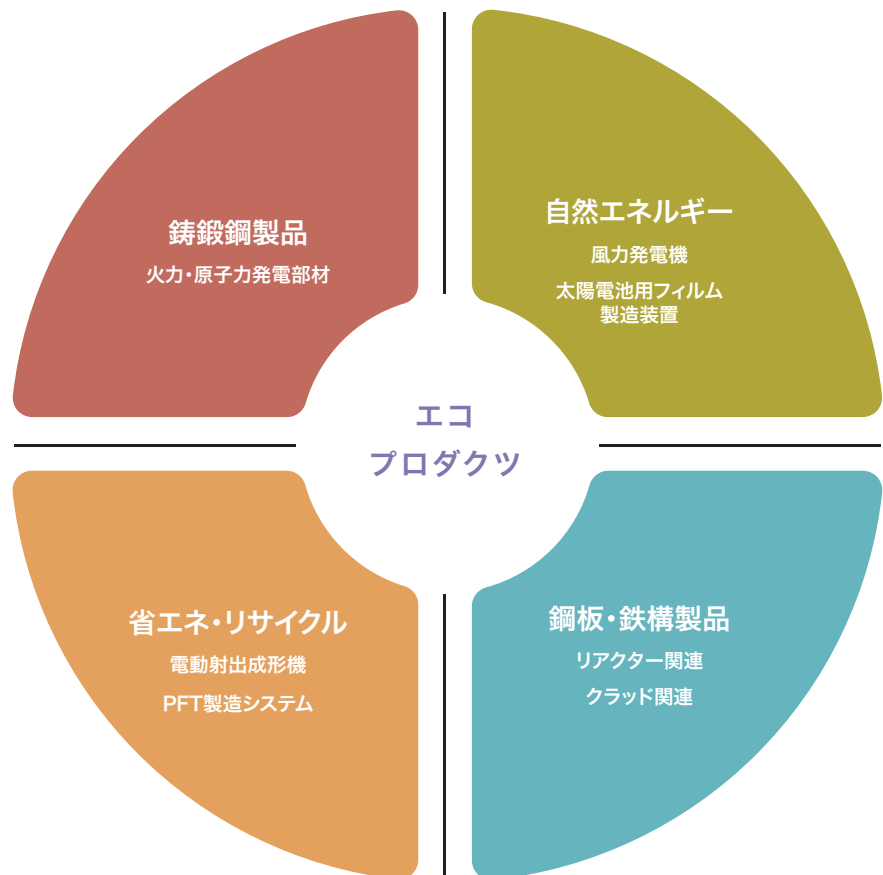 鋳鍛鋼製品
火力・原子力発電部材
自然エネルギー
風力発電機
太陽電池用フィルム
製造装置
エコ
プロダクツ
省エネ・リサイクル
電動射出成形機
PFT製造システム
鋼板・鉄構製品
リアクター関連
クラッド関連